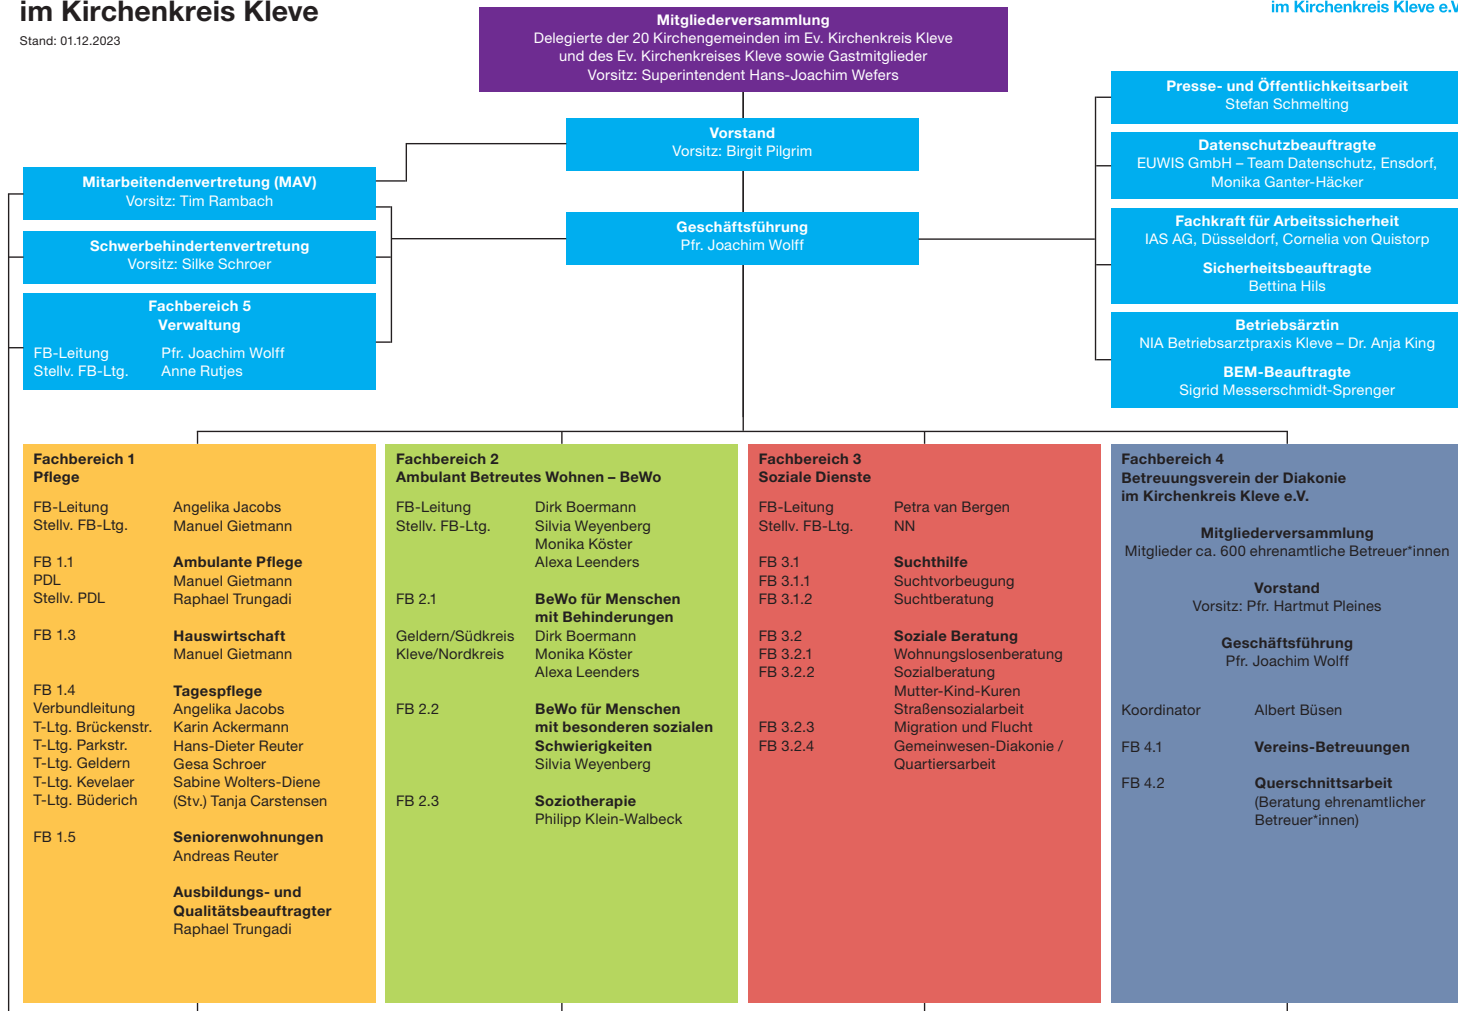 im Kirchenkreis Kleve
Stand: 01.12.2023
im Kirchenkreis Kleve e.V.
Mitgliederversammlung
Delegierte der 20 Kirchengemeinden im Ev. Kirchenkreis Kleve
und des Ev. Kirchenkreises Kleve sowie Gastmitglieder
Vorsitz: Superintendent Hans-Joachim Wefers
Vorstand
Vorsitz: Birgit Pilgrim
Geschäftsführung
Pfr. Joachim Wolff
Mitarbeitendenvertretung (MAV)
Vorsitz: Tim Rambach
Schwerbehindertenvertretung
Vorsitz: Silke Schroer
Fachbereich 5
Verwaltung
FB-Leitung Pfr. Joachim Wolff
Stellv. FB-Ltg. Anne Rutjes
Presse- und Öffentlichkeitsarbeit
Stefan Schmelting
Datenschutzbeauftragte
EUWIS GmbH – Team Datenschutz, Ensdorf,
Monika Ganter-Häcker
Fachkraft für Arbeitssicherheit
IAS AG, Düsseldorf, Cornelia von Quistorp
Sicherheitsbeauftragte
Bettina Hils
Betriebsärztin
NIA Betriebsarztpraxis Kleve – Dr. Anja King
BEM-Beauftragte
Sigrid Messerschmidt-Sprenger
Fachbereich 1
Pflege
FB-Leitung Angelika Jacobs
Stellv. FB-Ltg. Manuel Gietmann
FB 1.1 Ambulante Pflege
PDL Manuel Gietmann
Stellv. PDL Raphael Trungadi
FB 1.3 Hauswirtschaft
Manuel Gietmann
FB 1.4 Tagespflege
Verbundleitung Angelika Jacobs
T-Ltg. Brückenstr. Karin Ackermann
T-Ltg. Parkstr. Hans-Dieter Reuter
T-Ltg. Geldern Gesa Schroer
T-Ltg. Kevelaer Sabine Wolters-Diene
T-Ltg. Büderich (Stv.) Tanja Carstensen
FB 1.5 Seniorenwohnungen
Andreas Reuter
Ausbildungs- und
Qualitätsbeauftragter
Raphael Trungadi
Fachbereich 2
Ambulant Betreutes Wohnen – BeWo
FB-Leitung Dirk Boermann
Stellv. FB-Ltg. Silvia Weyenberg
Monika Köster
Alexa Leenders
FB 2.1 BeWo für Menschen
mit Behinderungen
Geldern/Südkreis Dirk Boermann
Kleve/Nordkreis Monika Köster
Alexa Leenders
FB 2.2 BeWo für Menschen
mit besonderen sozialen
Schwierigkeiten
Silvia Weyenberg
FB 2.3 Soziotherapie
Philipp Klein-Walbeck
Fachbereich 3
Soziale Dienste
FB-Leitung Petra van Bergen
Stellv. FB-Ltg. NN
FB 3.1 Suchthilfe
FB 3.1.1 Suchtvorbeugung
FB 3.1.2 Suchtberatung
FB 3.2 Soziale Beratung
FB 3.2.1 Wohnungslosenberatung
FB 3.2.2 Sozialberatung
Mutter-Kind-Kuren
Straßensozialarbeit
FB 3.2.3 Migration und Flucht
FB 3.2.4 Gemeinwesen-Diakonie /
Quartiersarbeit
Fachbereich 4
Betreuungsverein der Diakonie
im Kirchenkreis Kleve e.V.
Mitgliederversammlung
Mitglieder ca. 600 ehrenamtliche Betreuer*innen
Vorstand
Vorsitz: Pfr. Hartmut Pleines
Geschäftsführung
Pfr. Joachim Wolff
Koordinator Albert Büsen
FB 4.1 Vereins-Betreuungen
FB 4.2 Querschnittsarbeit
(Beratung ehrenamtlicher
Betreuer*innen)